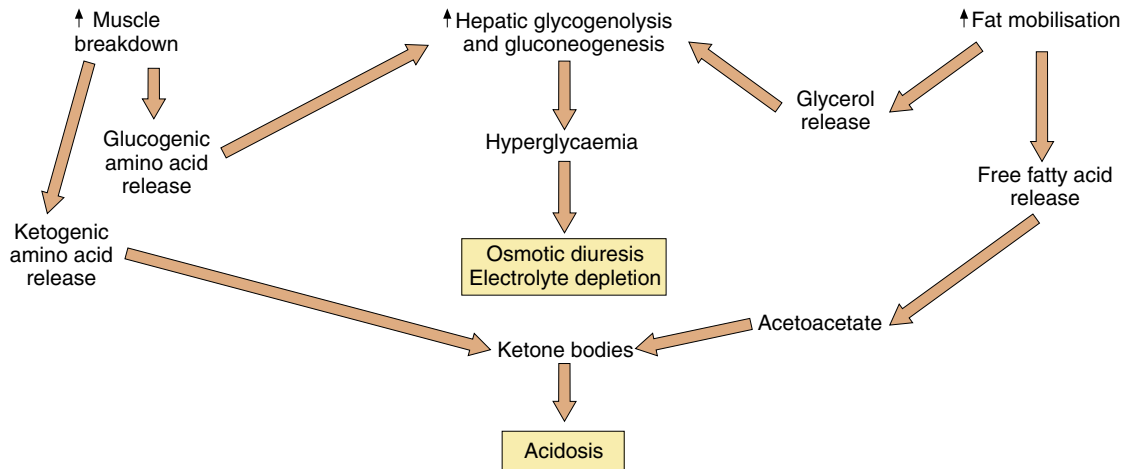 ↑ Muscle
breakdown
↑ Hepatic glycogenolysis
and gluconeogenesis
↑ Fat mobilisation
Glycerol
release
Glucogenic
amino acid
release
Hyperglycaemia
Free fatty acid
release
Ketogenic
amino acid
release
Osmotic diuresis
Electrolyte depletion
Acetoacetate
Ketone bodies
Acidosis